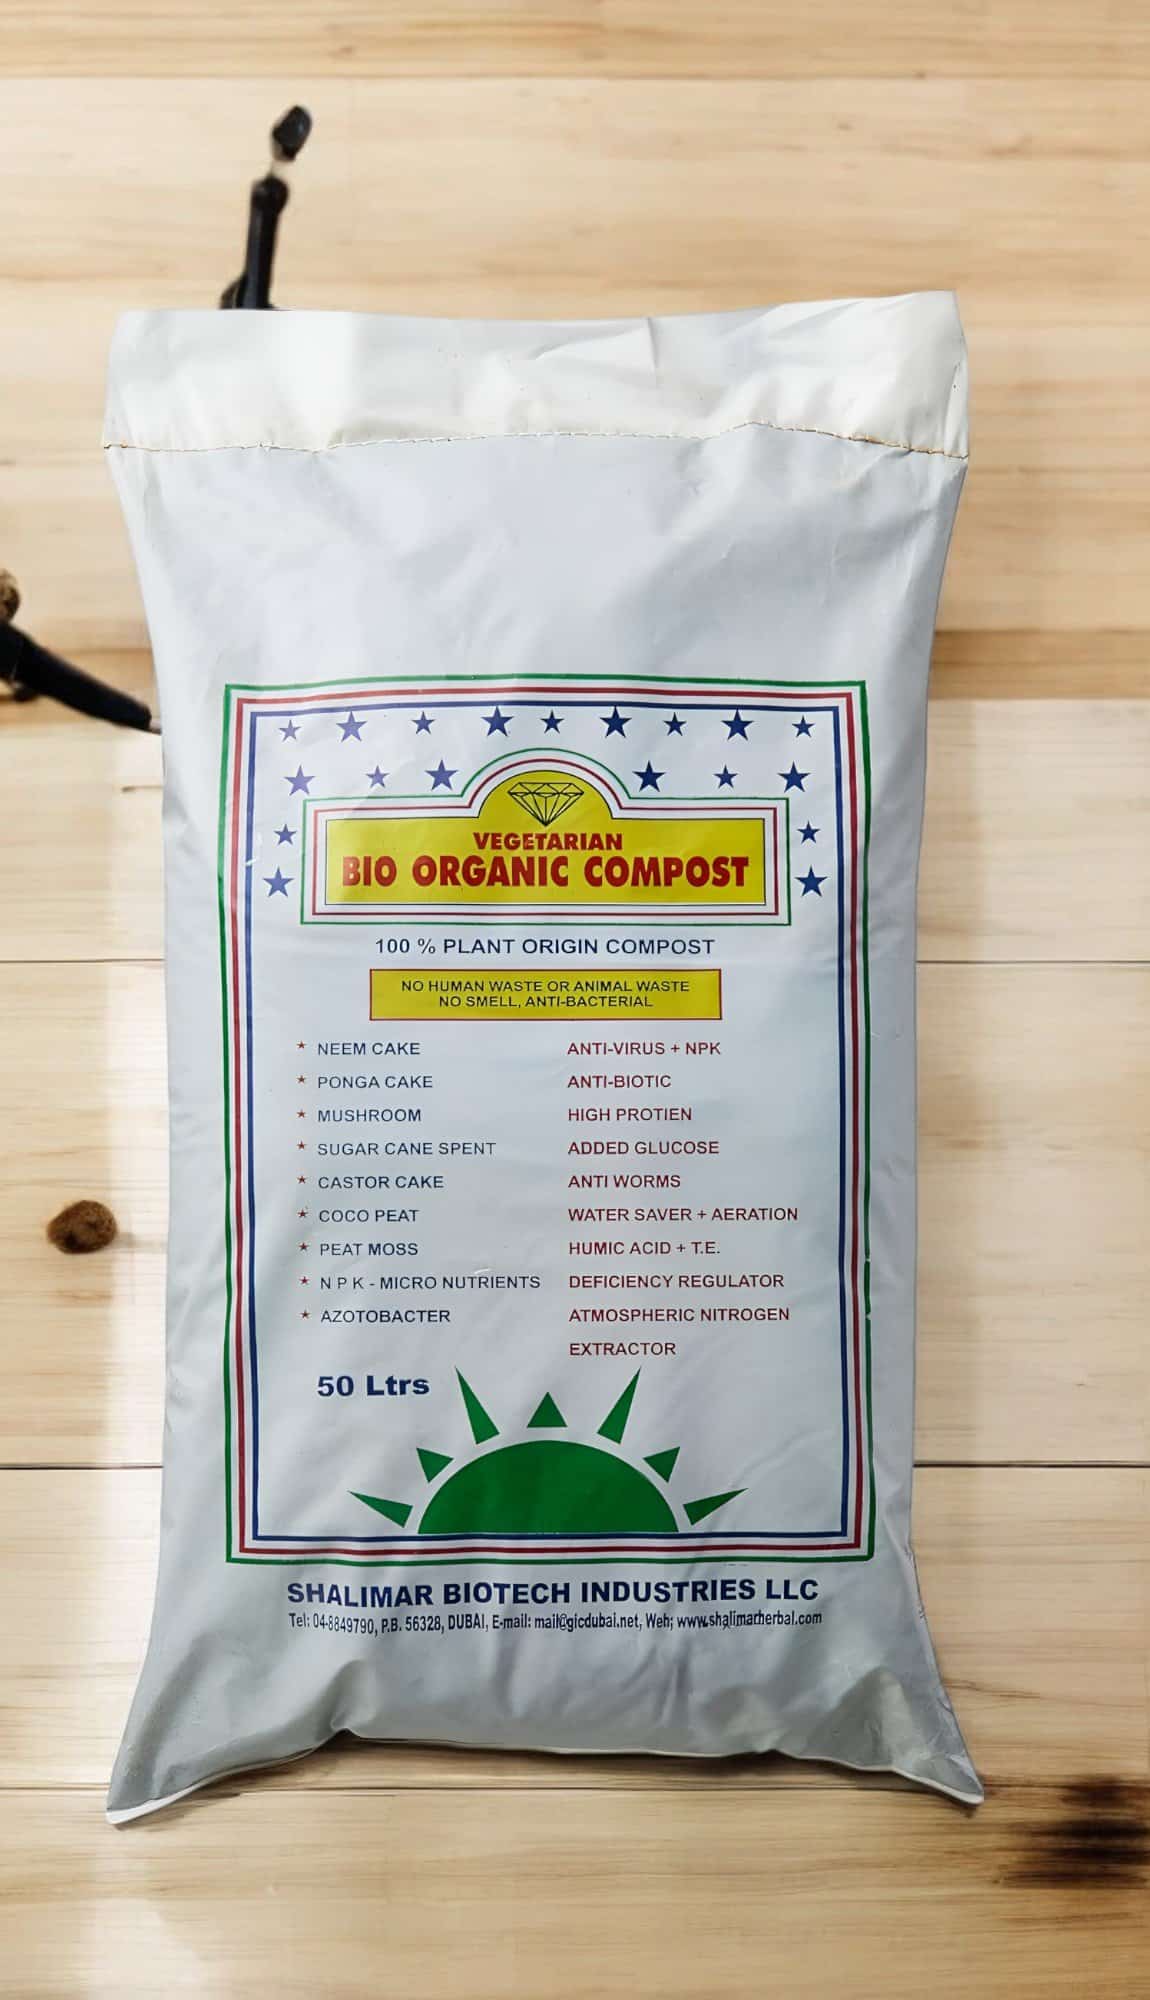 VEGETARIAN
BIO ORGANIC COMPOST
100 % PLANT ORIGIN COMPOST
NO HUMAN WASTE OR ANIMAL WASTE
NO SMELL, ANTI-BACTERIAL
★ NEEM CAKE ANTI-VIRUS + NPK
★ PONGA CAKE ANTI-BIOTIC
★ MUSHROOM HIGH PROTIEN
★ SUGAR CANE SPENT ADDED GLUCOSE
★ CASTOR CAKE ANTI WORMS
★ COCO PEAT WATER SAVER + AERATION
★ PEAT MOSS HUMIC ACID + T.E.
★ N P K - MICRO NUTRIENTS DEFICIENCY REGULATOR
★ AZOTOBACTER ATMOSPHERIC NITROGEN
EXTRACTOR
50 Ltrs
SHALIMAR BIOTECH INDUSTRIES LLC
Tel: 04-8849790, P.B. 56328, DUBAI, E-mail: mail@gicdubai.net, Weh; www.shalimarherbal.com